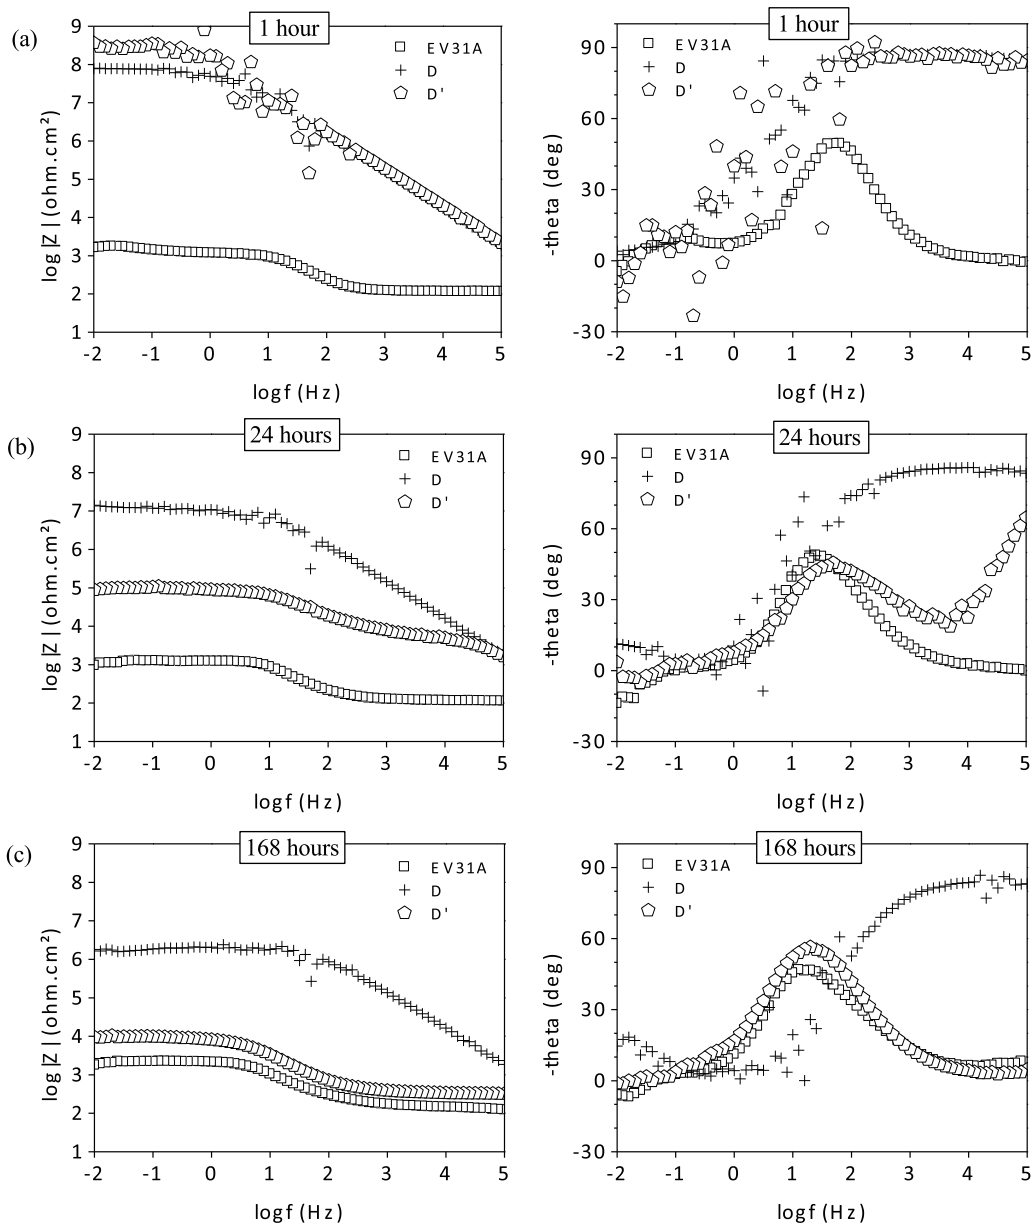 (a)
1 hour
9
8
7
6
5
4
3
2
1
EV31A
D
D'
log|Z|(ohm.cm²)
-2 -1 0 1 2 3 4 5
logf (Hz)
1 hour
90
60
30
0
-30
EV31A
D
D'
-theta (deg)
-2 -1 0 1 2 3 4 5
logf (Hz)
(b)
24 hours
9
8
7
6
5
4
3
2
1
EV31A
D
D'
log|Z|(ohm.cm²)
-2 -1 0 1 2 3 4 5
logf (Hz)
24 hours
90
60
30
0
-30
EV31A
D
D'
-theta (deg)
-2 -1 0 1 2 3 4 5
logf (Hz)
(c)
168 hours
9
8
7
6
5
4
3
2
1
EV31A
D
D'
log|Z|(ohm.cm²)
-2 -1 0 1 2 3 4 5
logf (Hz)
168 hours
90
60
30
0
-30
EV31A
D
D'
-theta (deg)
-2 -1 0 1 2 3 4 5
logf (Hz)